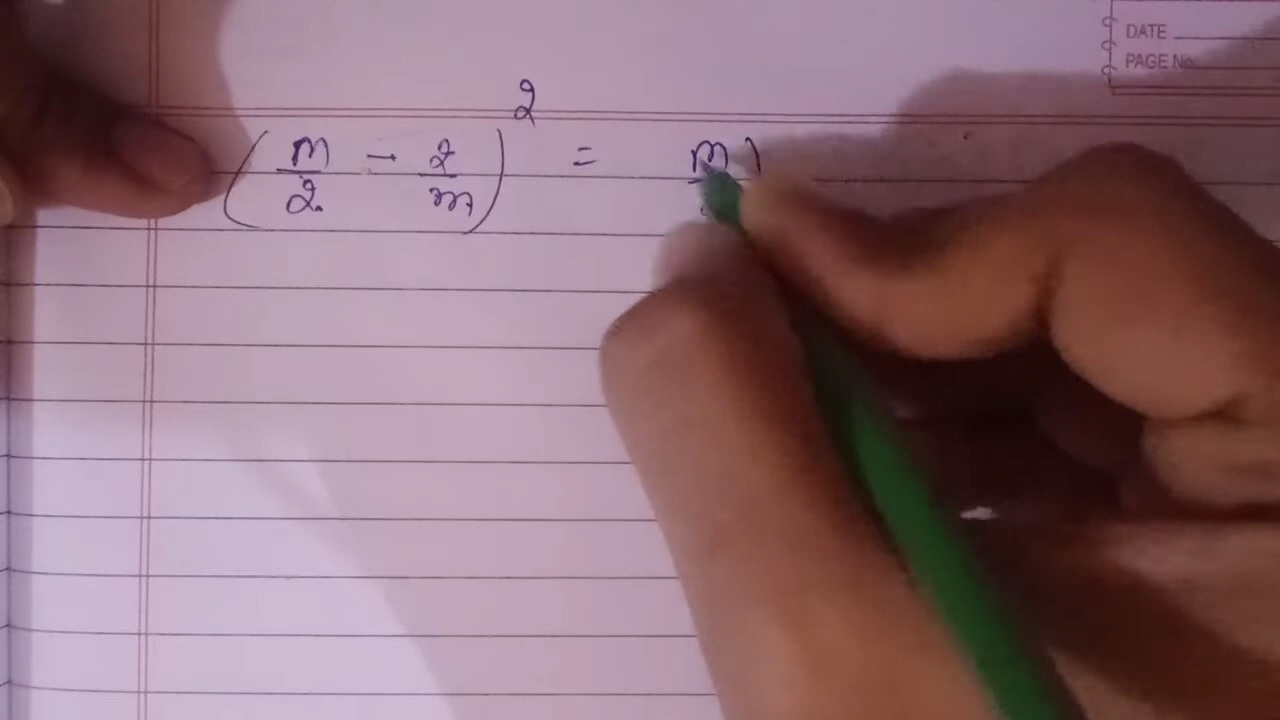 DATE
PAGE No.
(m/2 - 2/m)² = m